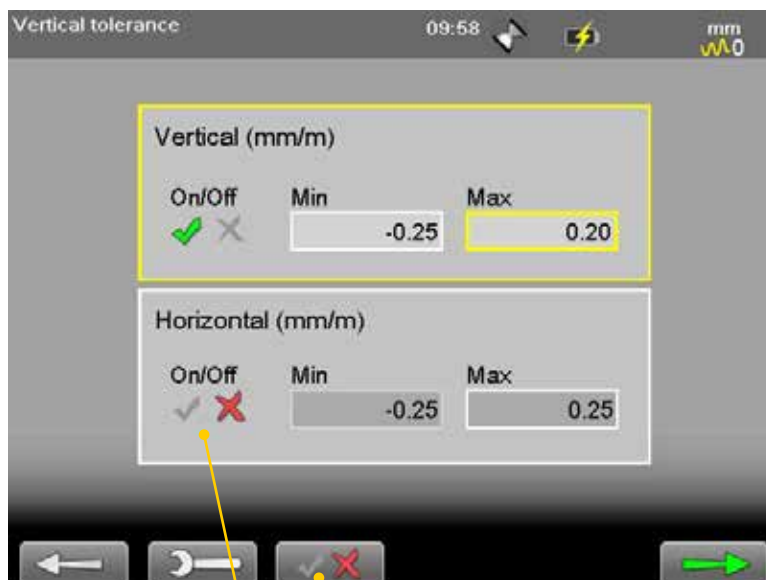 Vertical tolerance 09:58 mm
0
Vertical (mm/m)
On/Off Min Max
-0.25 0.20
Horizontal (mm/m)
On/Off Min Max
-0.25 0.25